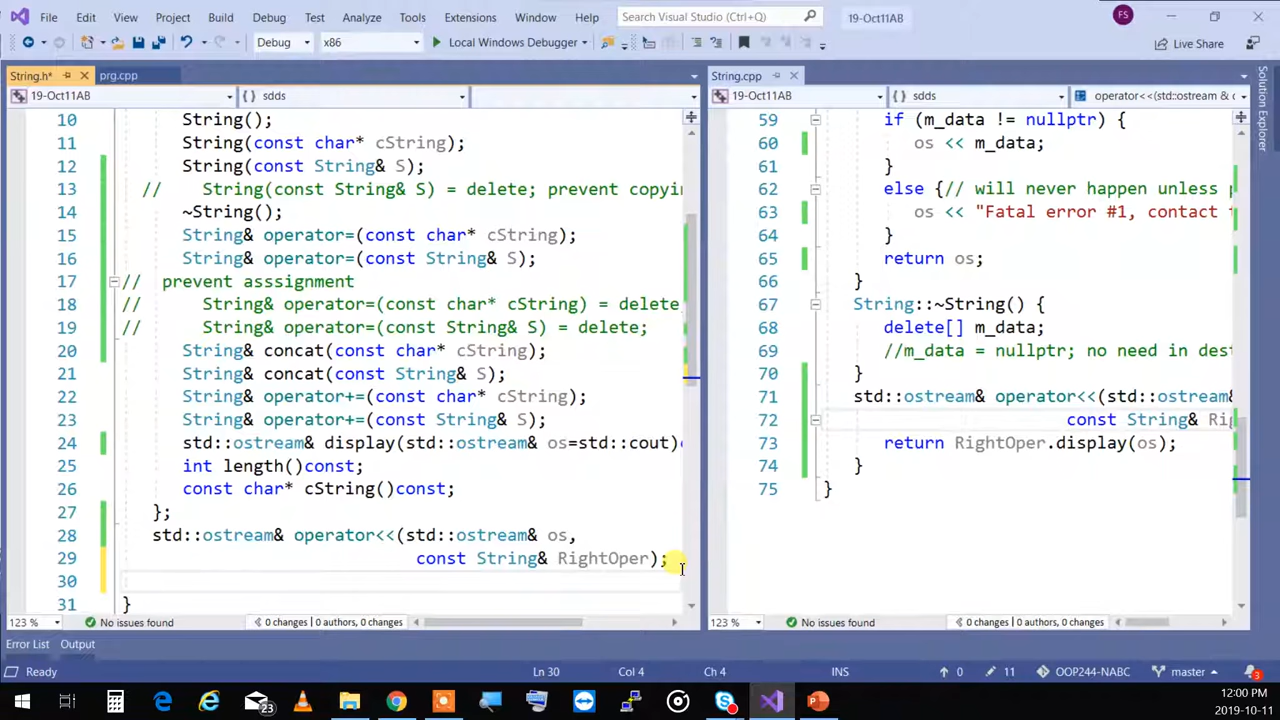 File Edit View Project Build Debug Test Analyze Tools Extensions Window Help Search Visual Studio (Ctrl+Q) 19-Oct11AB FS
Debug x86 Local Windows Debugger Live Share
String.h* prg.cpp
19-Oct11AB sdds
10 String();
11 String(const char* cString);
12 String(const String& S);
13 // String(const String& S) = delete; prevent copyi
14 ~String();
15 String& operator=(const char* cString);
16 String& operator=(const String& S);
17 // prevent asssignment
18 // String& operator=(const char* cString) = delete
19 // String& operator=(const String& S) = delete;
20 String& concat(const char* cString);
21 String& concat(const String& S);
22 String& operator+=(const char* cString);
23 String& operator+=(const String& S);
24 std::ostream& display(std::ostream& os=std::cout)c
25 int length()const;
26 const char* cString()const;
27 };
28 std::ostream& operator<<(std::ostream& os,
29 const String& RightOper);
30
31 }
123 % No issues found 0 changes | 0 authors, 0 changes
String.cpp
19-Oct11AB sdds operator<<(std::ostream & o
59 if (m_data != nullptr) {
60 os << m_data;
61 }
62 else {// will never happen unless p
63 os << "Fatal error #1, contact
64 }
65 return os;
66 }
67 String::~String() {
68 delete[] m_data;
69 //m_data = nullptr; no need in dest
70 }
71 std::ostream& operator<<(std::ostream&
72 const String& Rig
73 return RightOper.display(os);
74 }
75 }
123 % No issues found 0 changes | 0 authors, 0 changes
Solution Explorer
Error List Output
Ready Ln 30 Col 4 Ch 4 INS 0 11 OOP244-NABC master 3
23
12:00 PM
2019-10-11